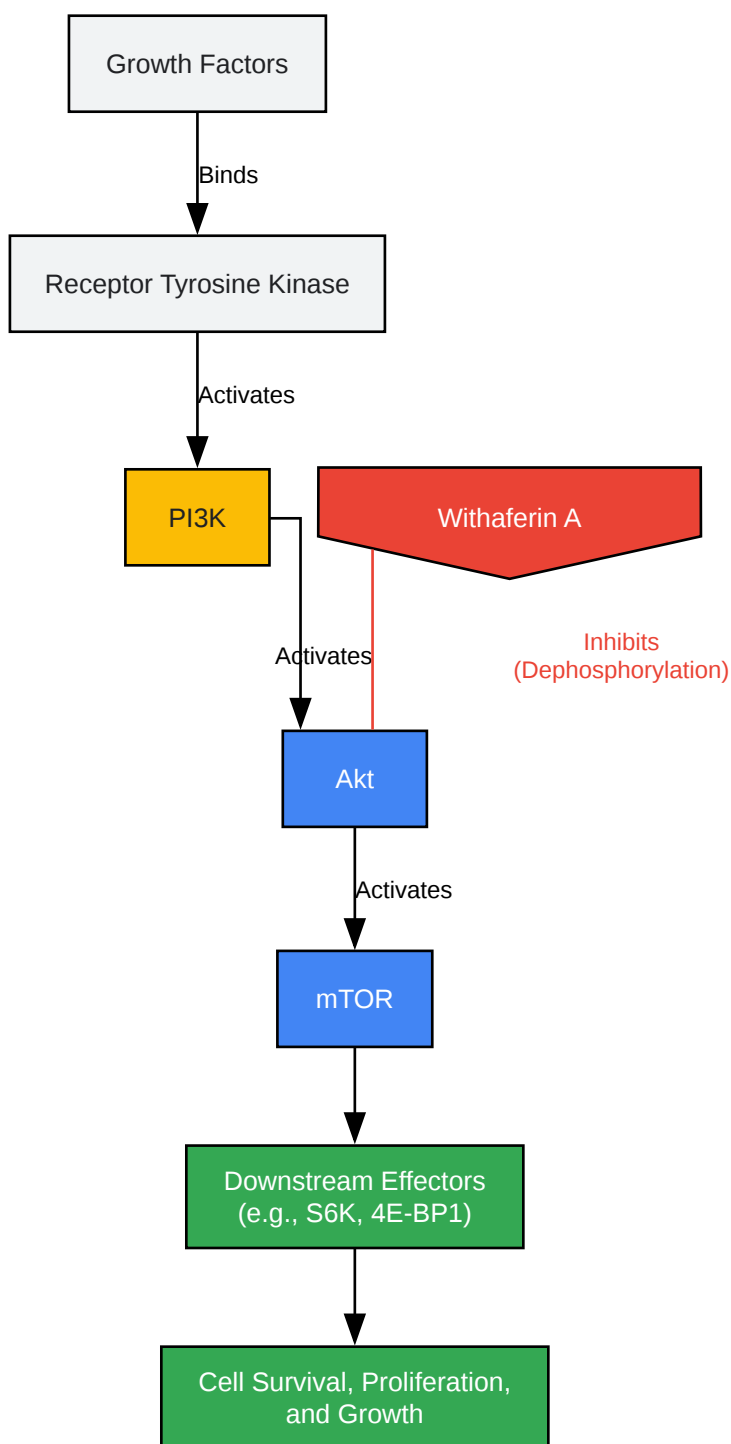 Growth Factors
Binds
Receptor Tyrosine Kinase
Activates
PI3K
Withaferin A
Inhibits
(Dephosphorylation)
Activates
Akt
Activates
mTOR
Downstream Effectors
(e.g., S6K, 4E-BP1)
Cell Survival, Proliferation,
and Growth